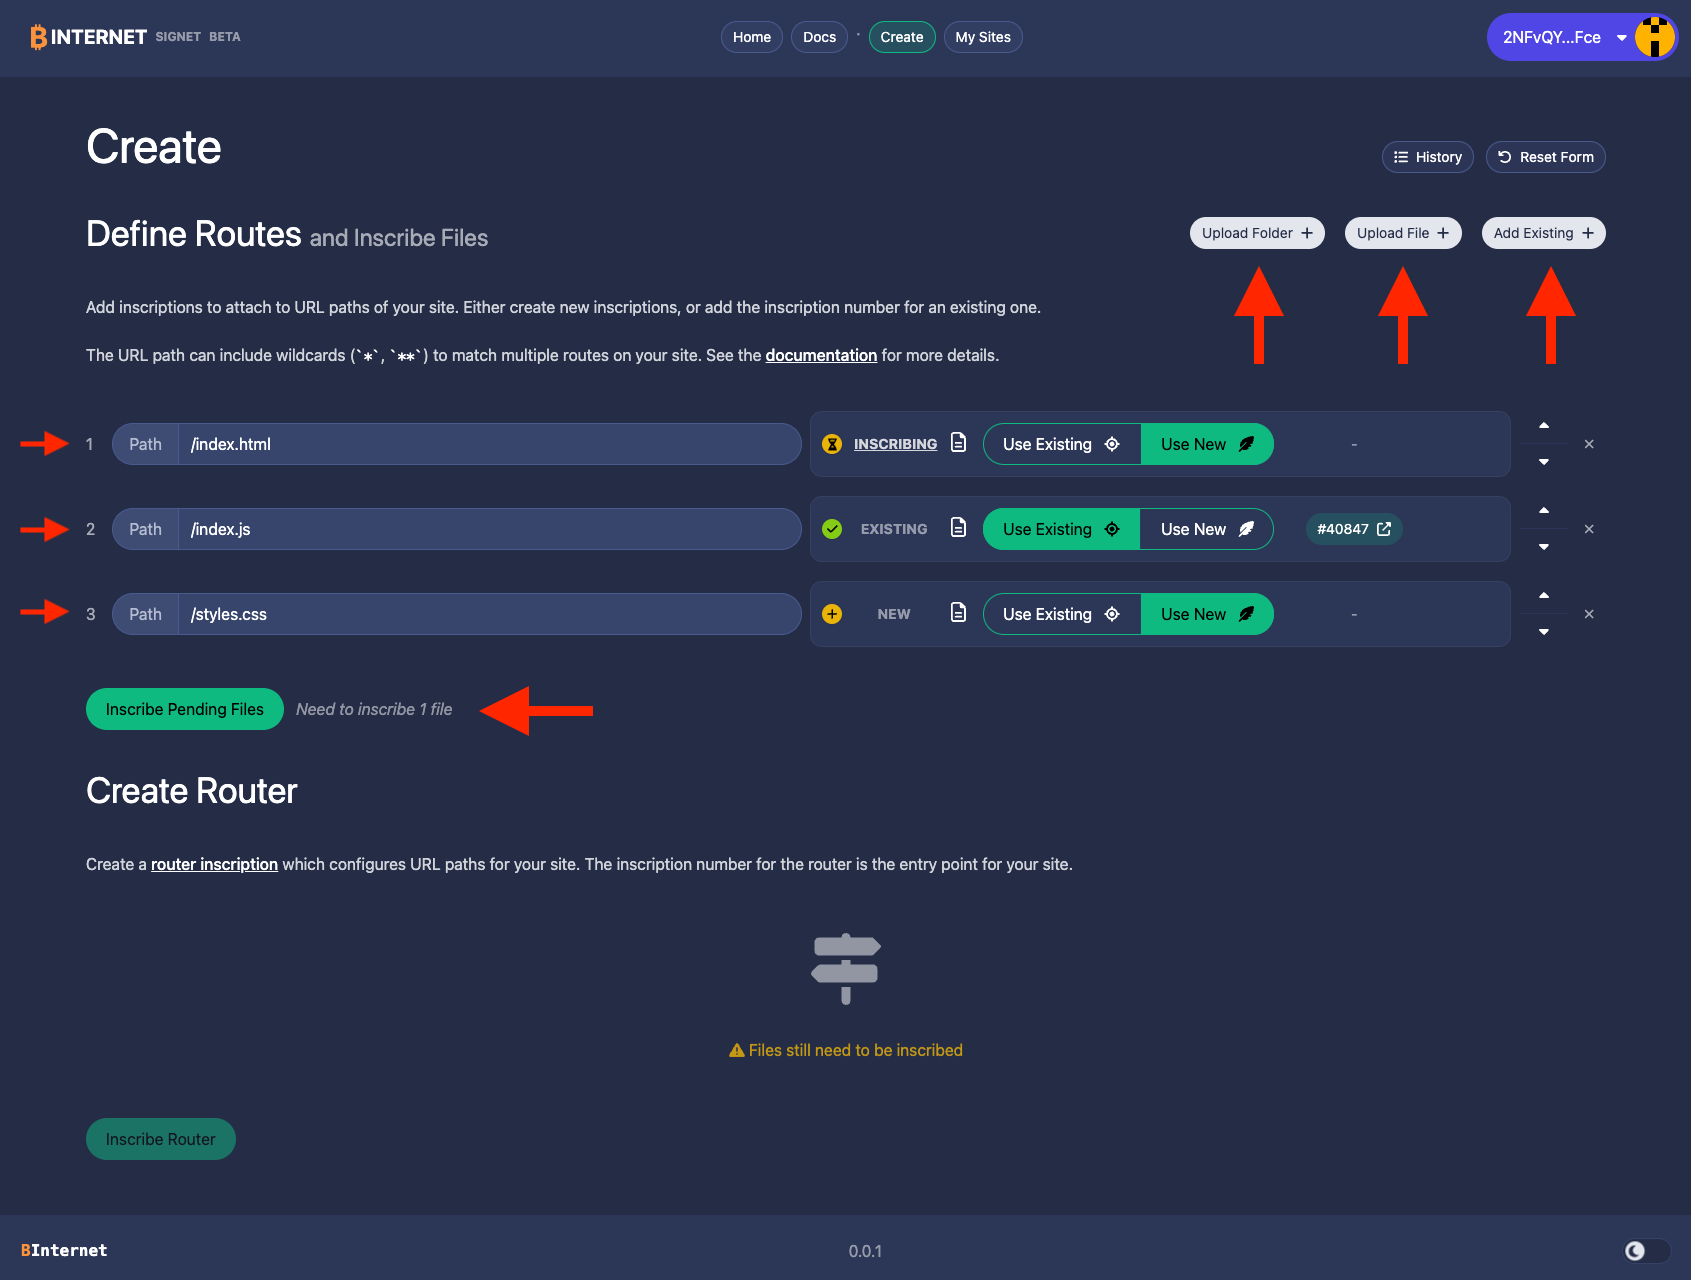 INTERNET SIGNET BETA
Home Docs · Create My Sites
2NFvQY...Fce
Create
History Reset Form
Define Routes and Inscribe Files
Upload Folder + Upload File + Add Existing +
Add inscriptions to attach to URL paths of your site. Either create new inscriptions, or add the inscription number for an existing one.
The URL path can include wildcards (`*`, `**`) to match multiple routes on your site. See the documentation for more details.
1 Path /index.html INSCRIBING Use Existing Use New -
2 Path /index.js EXISTING Use Existing Use New #40847
3 Path /styles.css NEW Use Existing Use New -
Inscribe Pending Files Need to inscribe 1 file
Create Router
Create a router inscription which configures URL paths for your site. The inscription number for the router is the entry point for your site.
Files still need to be inscribed
Inscribe Router
BInternet 0.0.1